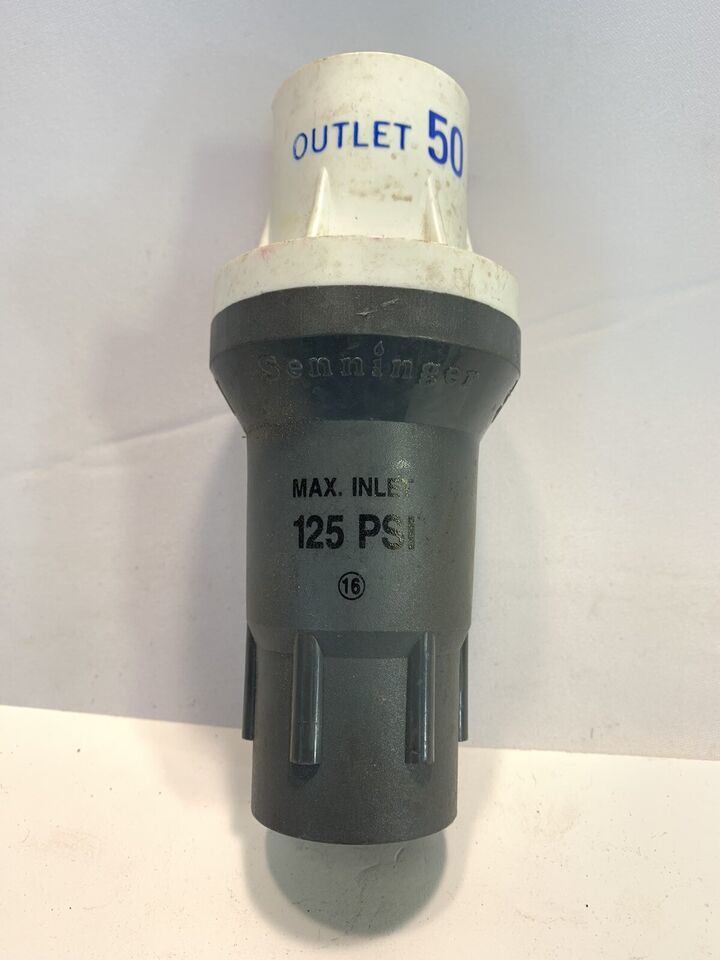 OUTLET 50
Senninger
MAX. INLET
125 PSI
16